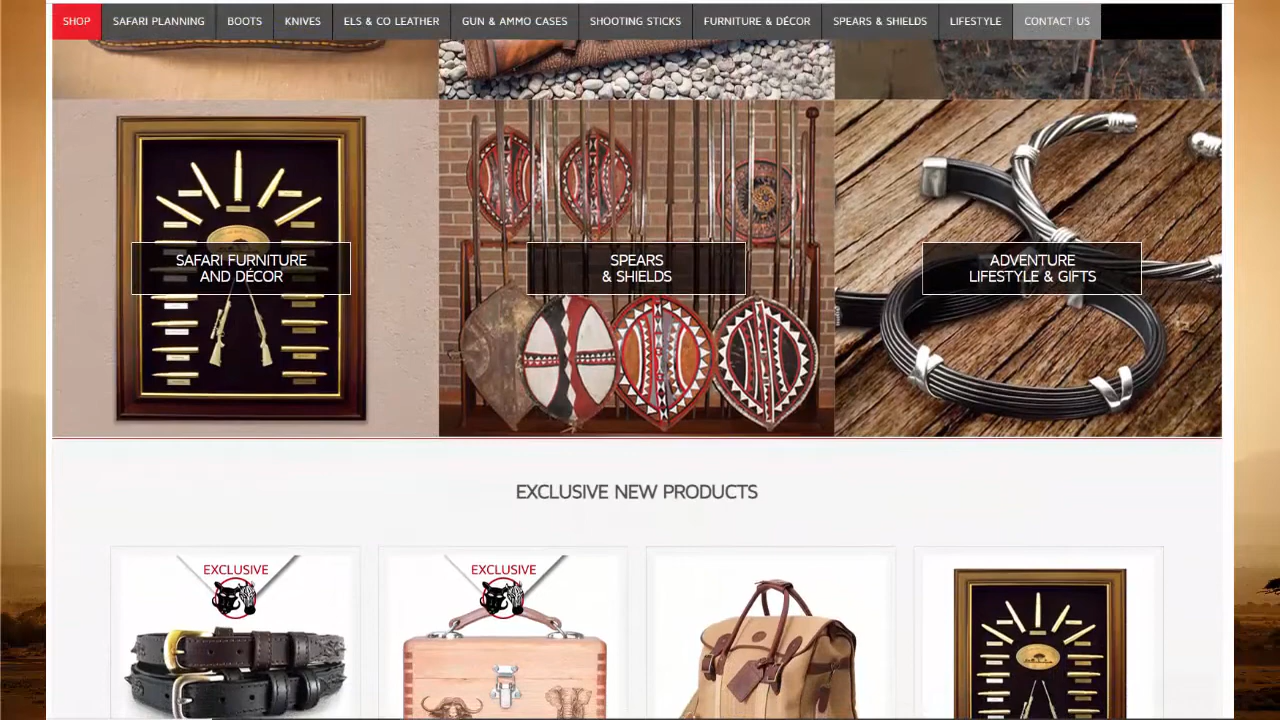 SHOP
SAFARI PLANNING
BOOTS
KNIVES
ELS & CO LEATHER
GUN & AMMO CASES
SHOOTING STICKS
FURNITURE & DÉCOR
SPEARS & SHIELDS
LIFESTYLE
CONTACT US
SAFARI FURNITURE
AND DÉCOR
SPEARS
& SHIELDS
ADVENTURE
LIFESTYLE & GIFTS
EXCLUSIVE NEW PRODUCTS
EXCLUSIVE
EXCLUSIVE